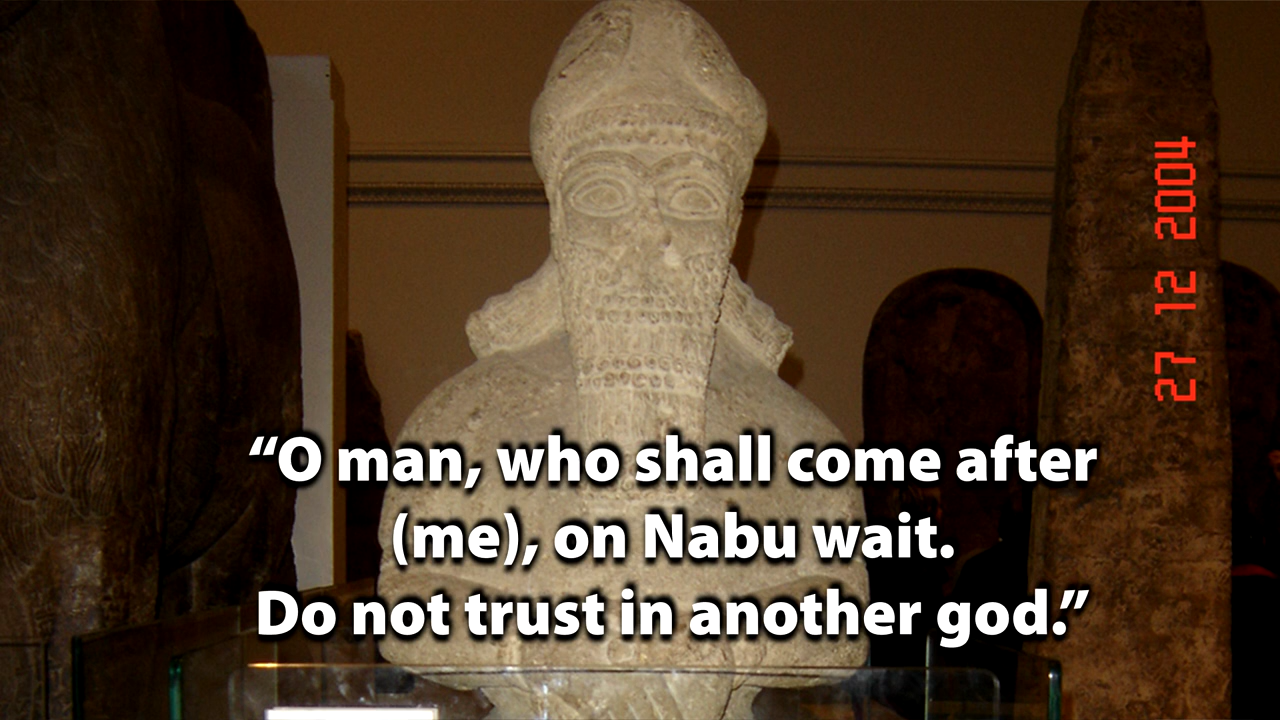 “O man, who shall come after
(me), on Nabu wait.
Do not trust in another god.”
27 12 2004